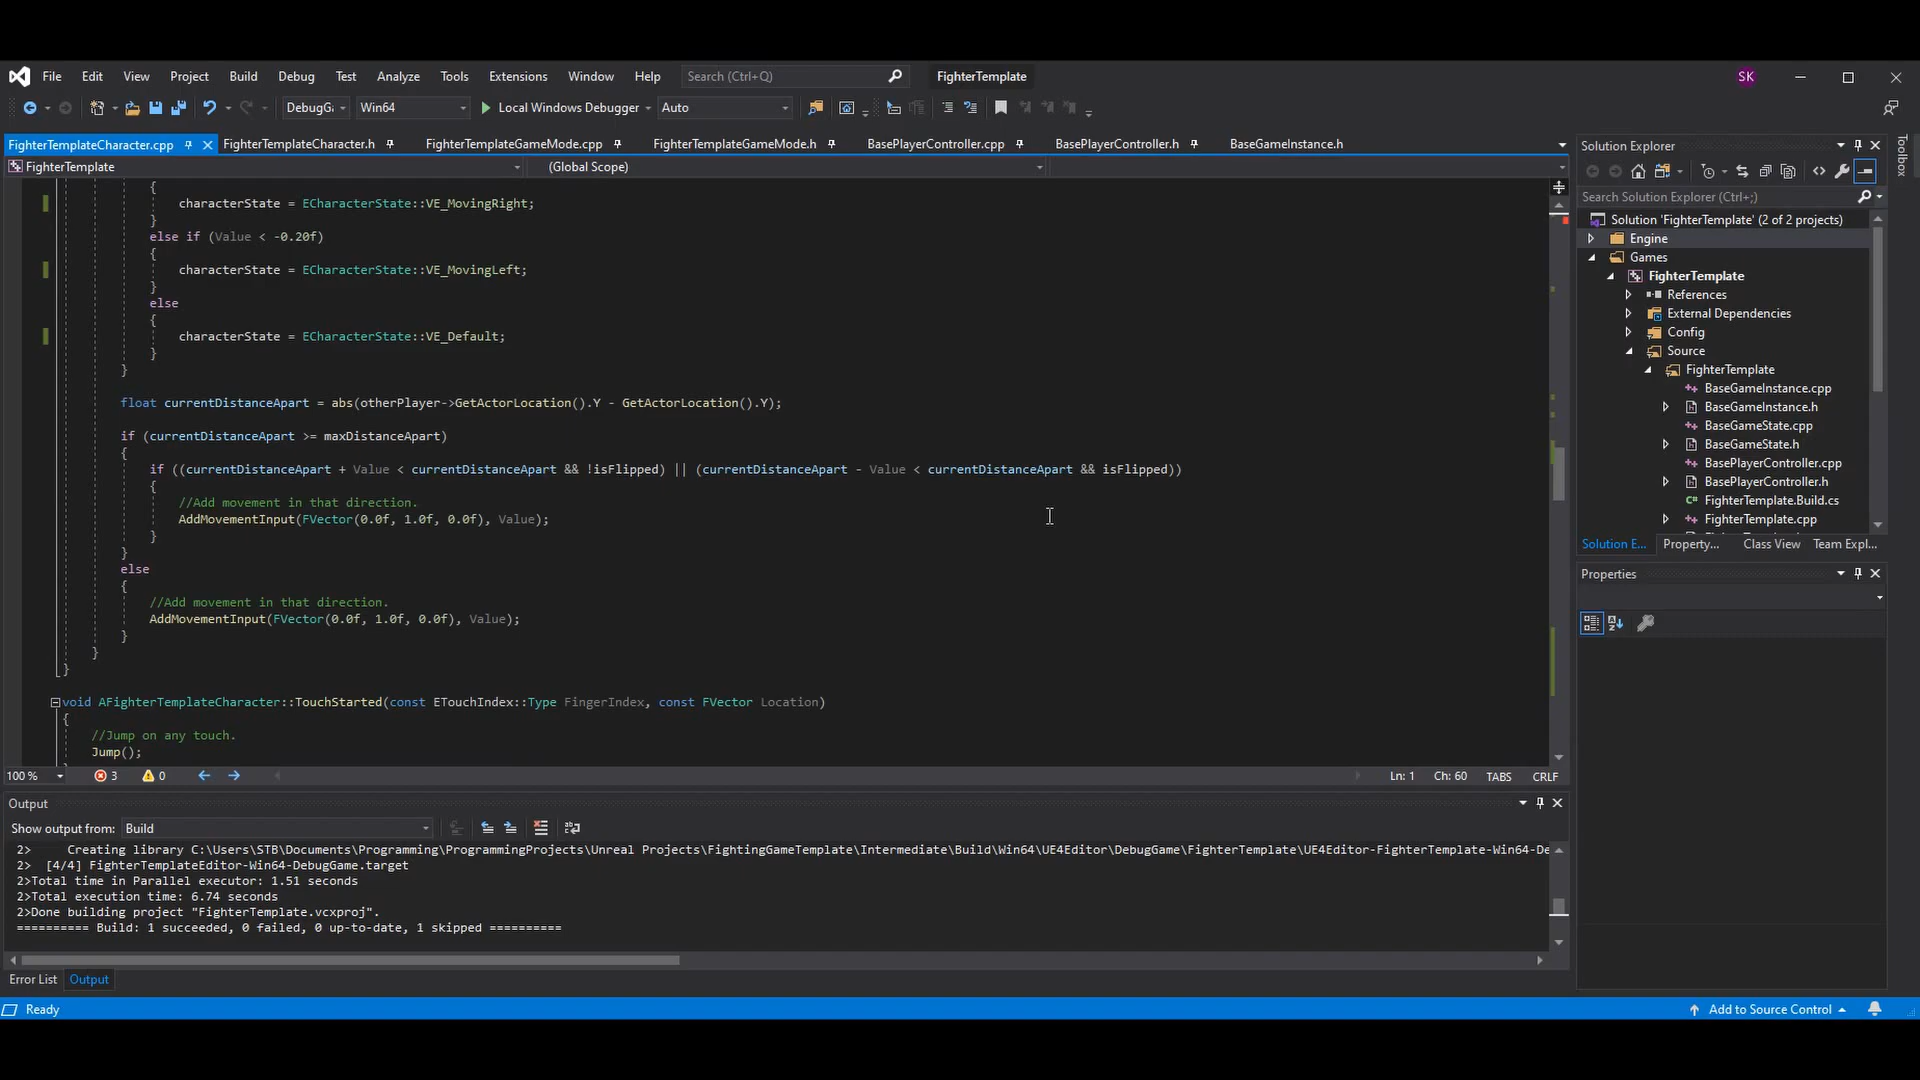 File Edit View Project Build Debug Test Analyze Tools Extensions Window Help Search (Ctrl+Q) FighterTemplate SK
DebugG Win64 Local Windows Debugger Auto
FighterTemplateCharacter.cpp FighterTemplateCharacter.h FighterTemplateGameMode.cpp FighterTemplateGameMode.h BasePlayerController.cpp BasePlayerController.h BaseGameInstance.h
FighterTemplate (Global Scope)
{
characterState = ECharacterState::VE_MovingRight;
}
else if (Value < -0.20f)
{
characterState = ECharacterState::VE_MovingLeft;
}
else
{
characterState = ECharacterState::VE_Default;
}
}
float currentDistanceApart = abs(otherPlayer->GetActorLocation().Y - GetActorLocation().Y);
if (currentDistanceApart >= maxDistanceApart)
{
if ((currentDistanceApart + Value < currentDistanceApart && !isFlipped) || (currentDistanceApart - Value < currentDistanceApart && isFlipped))
{
//Add movement in that direction.
AddMovementInput(FVector(0.0f, 1.0f, 0.0f), Value);
}
}
else
{
//Add movement in that direction.
AddMovementInput(FVector(0.0f, 1.0f, 0.0f), Value);
}
}
}
void AFighterTemplateCharacter::TouchStarted(const ETouchIndex::Type FingerIndex, const FVector Location)
{
//Jump on any touch.
Jump();
100 % 3 0 Ln: 1 Ch: 60 TABS CRLF
Output
Show output from: Build
2> Creating library C:\Users\STB\Documents\Programming\ProgrammingProjects\Unreal Projects\FightingGameTemplate\Intermediate\Build\Win64\UE4Editor\DebugGame\FighterTemplate\UE4Editor-FighterTemplate-Win64-De
2> [4/4] FighterTemplateEditor-Win64-DebugGame.target
2>Total time in Parallel executor: 1.51 seconds
2>Total execution time: 6.74 seconds
2>Done building project "FighterTemplate.vcxproj".
========== Build: 1 succeeded, 0 failed, 0 up-to-date, 1 skipped ==========
Error List Output
Ready Add to Source Control
Toolbox
Solution Explorer
Search Solution Explorer (Ctrl+;)
Solution 'FighterTemplate' (2 of 2 projects)
Engine
Games
FighterTemplate
References
External Dependencies
Config
Source
FighterTemplate
BaseGameInstance.cpp
BaseGameInstance.h
BaseGameState.cpp
BaseGameState.h
BasePlayerController.cpp
BasePlayerController.h
FighterTemplate.Build.cs
FighterTemplate.cpp
Solution E... Property... Class View Team Expl...
Properties